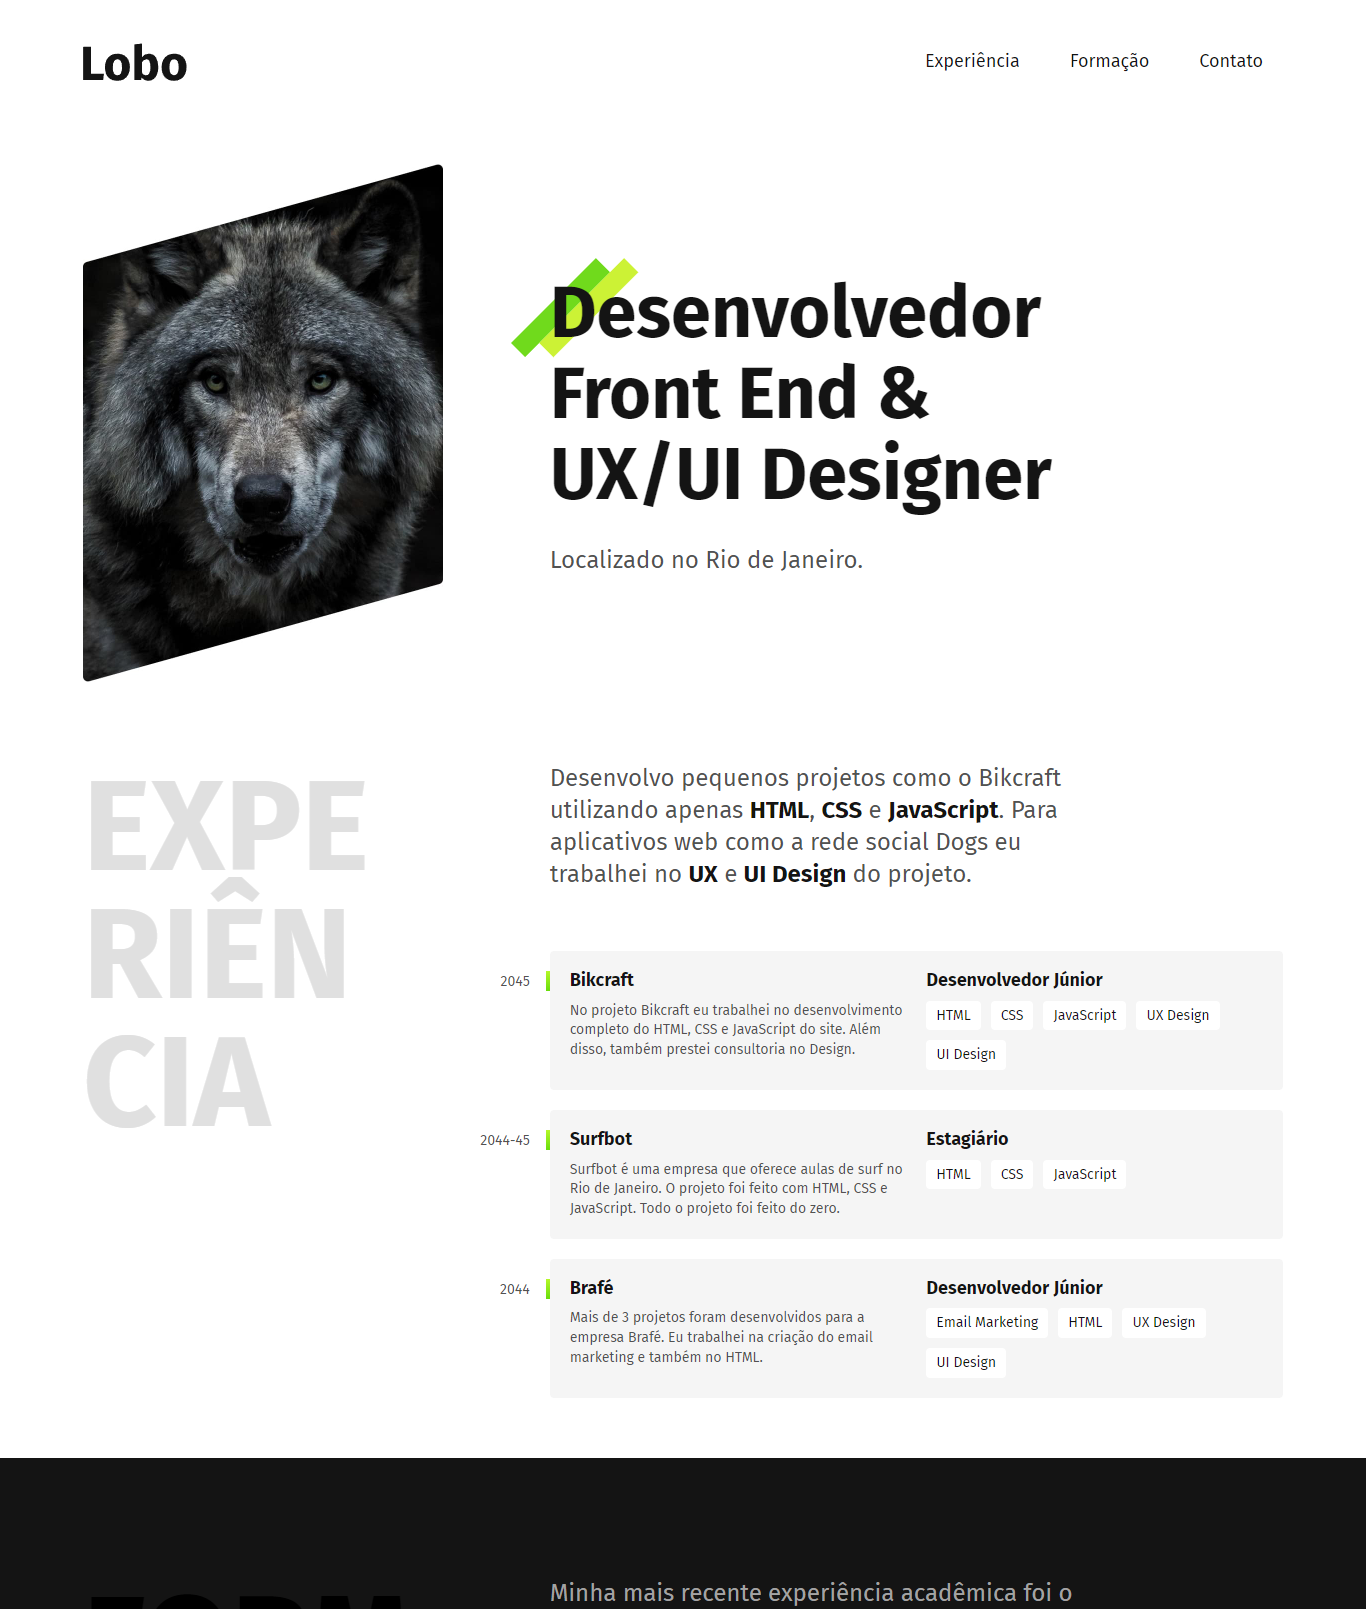 Lobo
Experiência
Formação
Contato
Desenvolvedor
Front End &
UX/UI Designer
Localizado no Rio de Janeiro.
EXPE
RIÊN
CIA
Desenvolvo pequenos projetos como o Bikcraft
utilizando apenas HTML, CSS e JavaScript. Para
aplicativos web como a rede social Dogs eu
trabalhei no UX e UI Design do projeto.
2045
Bikcraft
No projeto Bikcraft eu trabalhei no desenvolvimento
completo do HTML, CSS e JavaScript do site. Além
disso, também prestei consultoria no Design.
Desenvolvedor Júnior
HTML
CSS
JavaScript
UX Design
UI Design
2044-45
Surfbot
Surfbot é uma empresa que oferece aulas de surf no
Rio de Janeiro. O projeto foi feito com HTML, CSS e
JavaScript. Todo o projeto foi feito do zero.
Estagiário
HTML
CSS
JavaScript
2044
Brafé
Mais de 3 projetos foram desenvolvidos para a
empresa Brafé. Eu trabalhei na criação do email
marketing e também no HTML.
Desenvolvedor Júnior
Email Marketing
HTML
UX Design
UI Design
FORM
Minha mais recente experiência acadêmica foi o